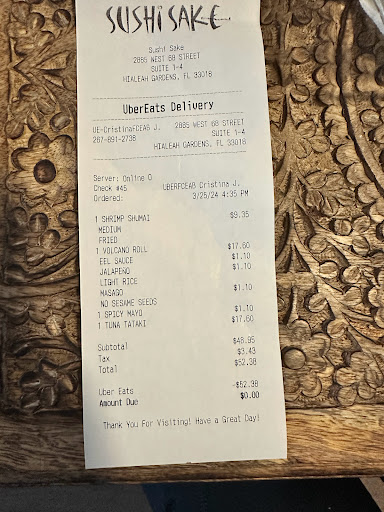 SUSHI SAKE
Sushi Sake
2885 WEST 68 STREET
SUITE 1-4
HIALEAH GARDENS, FL 33018
UberEats Delivery
UE-CristinaFCEAB J. 2885 WEST 68 STREET
267-891-2736 SUITE 1-4
HIALEAH GARDENS, FL 33018
Server: Online O
Check #45 UBERFCEAB Cristina J.
Ordered: 3/25/24 4:35 PM
1 SHRIMP SHUMAI $9.35
MEDIUM
FRIED
1 VOLCANO ROLL $17.60
EEL SAUCE $1.10
JALAPENO $1.10
LIGHT RICE
MASAGO $1.10
NO SESAME SEEDS
1 SPICY MAYO $1.10
1 TUNA TATAKI $17.60
Subtotal $48.95
Tax $3.43
Total $52.38
Uber Eats -$52.38
Amount Due $0.00
Thank You For Visiting! Have a Great Day!